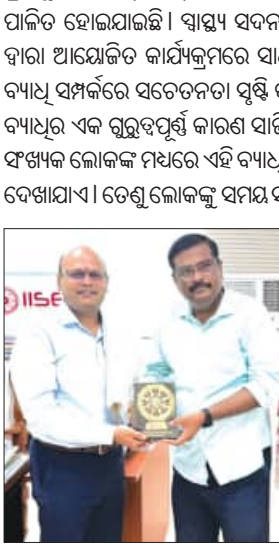 ପାଳିତ ହୋଇଯାଇଛି। ସ୍ୱାସ୍ଥ୍ୟ ସଦନ
ଦ୍ୱାରା ଆୟୋଜିତ କାର୍ଯ୍ୟକ୍ରମରେ
ବ୍ୟାଧି ସମ୍ପର୍କରେ ସଚେତନତା ସୃଷ୍ଟି
ବ୍ୟାଧିର ଏକ ଗୁରୁତ୍ୱପୂର୍ଣ୍ଣ କାରଣ
ସଂଖ୍ୟକ ଲୋକଙ୍କ ମଧ୍ୟରେ ଏହି
ଦେଖାଯାଏ। ତେଣୁ ଲୋକଙ୍କୁ ସମୟ
IISE